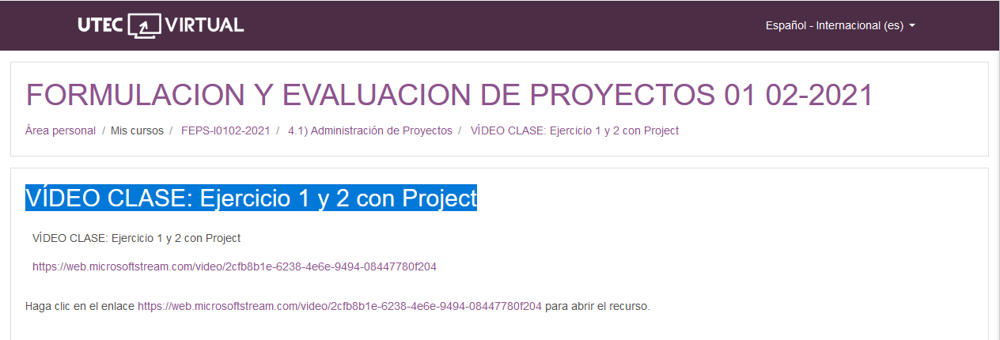 UTEC VIRTUAL
Español - Internacional (es)
FORMULACION Y EVALUACION DE PROYECTOS 01 02-2021
Área personal / Mis cursos / FEPS-I0102-2021 / 4.1) Administración de Proyectos / VÍDEO CLASE: Ejercicio 1 y 2 con Project
VÍDEO CLASE: Ejercicio 1 y 2 con Project
VÍDEO CLASE: Ejercicio 1 y 2 con Project
https://web.microsoftstream.com/video/2cfb8b1e-6238-4e6e-9494-08447780f204
Haga clic en el enlace https://web.microsoftstream.com/video/2cfb8b1e-6238-4e6e-9494-08447780f204 para abrir el recurso.